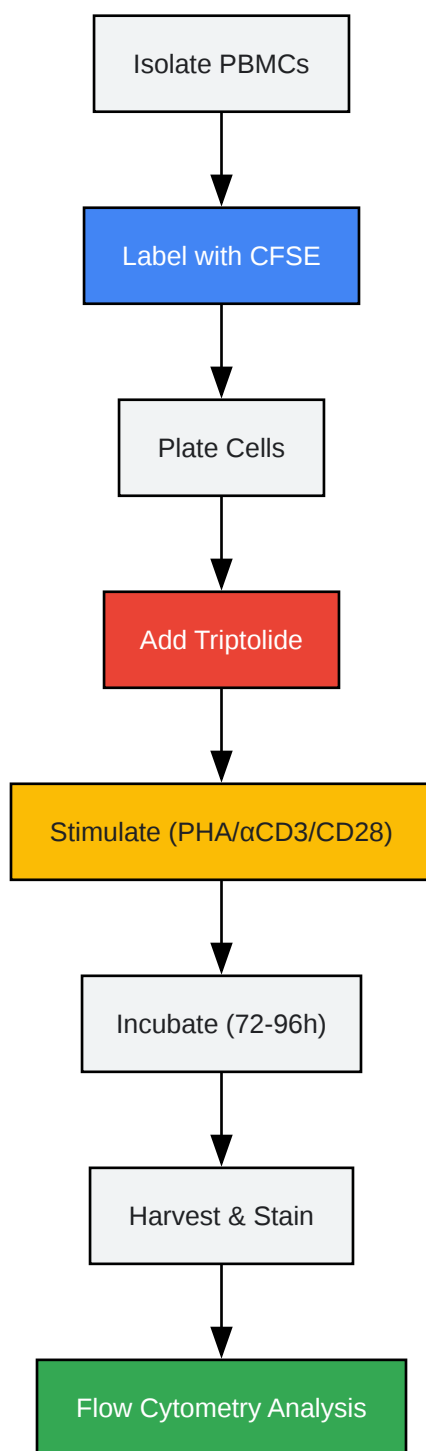 Isolate PBMCs
Label with CFSE
Plate Cells
Add Triptolide
Stimulate (PHA/αCD3/CD28)
Incubate (72-96h)
Harvest & Stain
Flow Cytometry Analysis